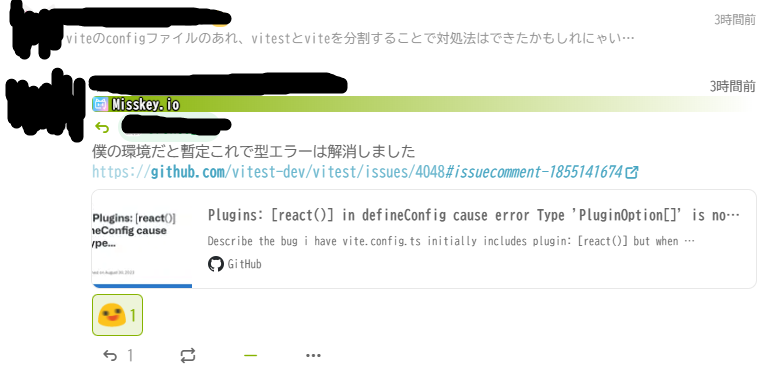 3時間前
viteのconfigファイルのあれ、vitestとviteを分割することで対処法はできたかもしれにゃい…
3時間前
Misskey.io
僕の環境だと暫定これで型エラーは解消しました
https://github.com/vitest-dev/vitest/issues/4048#issuecomment-1855141674
Plugins: [react()] in defineConfig cause error Type 'PluginOption[]' is no…
Describe the bug i have vite.config.ts initially includes plugin: [react()] but when …
GitHub
Plugins: [react()]
neConfig cause
ype...
1
1